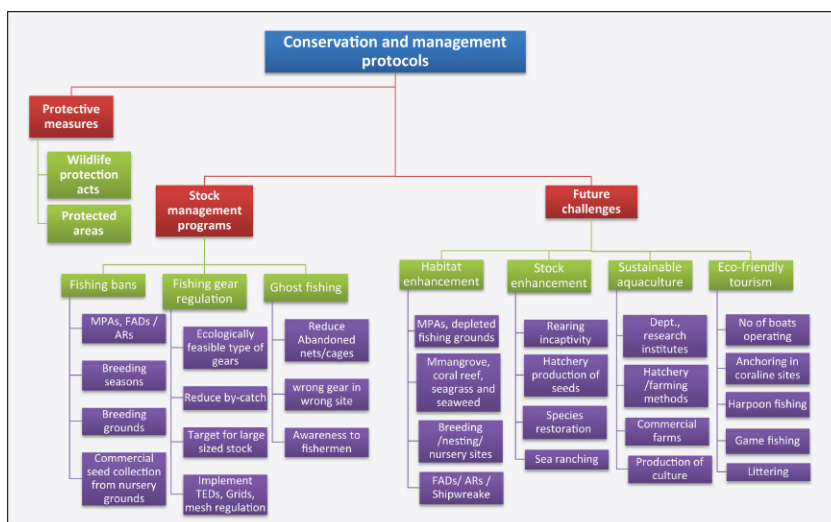 Conservation and management
protocols
Protective
measures
Wildlife
protection
acts
Protected
areas
Stock
management
programs
Future
challenges
Fishing bans
MPAs, FADs /
ARs
Breeding
seasons
Breeding
grounds
Commercial
seed collection
from nursery
grounds
Fishing gear
regulation
Ecologically
feasible type of
gears
Reduce by-catch
Target for large
sized stock
Implement
TEDs, Grids,
mesh regulation
Ghost fishing
Reduce
Abandoned
nets/cages
wrong gear in
wrong site
Awareness to
fishermen
Habitat
enhancement
MPAs, depleted
fishing grounds
Mmangrove,
coral reef,
seagrass and
seaweed
Breeding
/nesting/
nursery sites
FADs/ ARs /
Shipwreake
Stock
enhancement
Rearing
incaptivity
Hatchery
production of
seeds
Species
restoration
Sea ranching
Sustainable
aquaculture
Dept.,
research
institutes
Hatchery
/farming
methods
Commercial
farms
Production of
culture
Eco-friendly
tourism
No of boats
operating
Anchoring in
coraline sites
Harpoon fishing
Game fishing
Littering